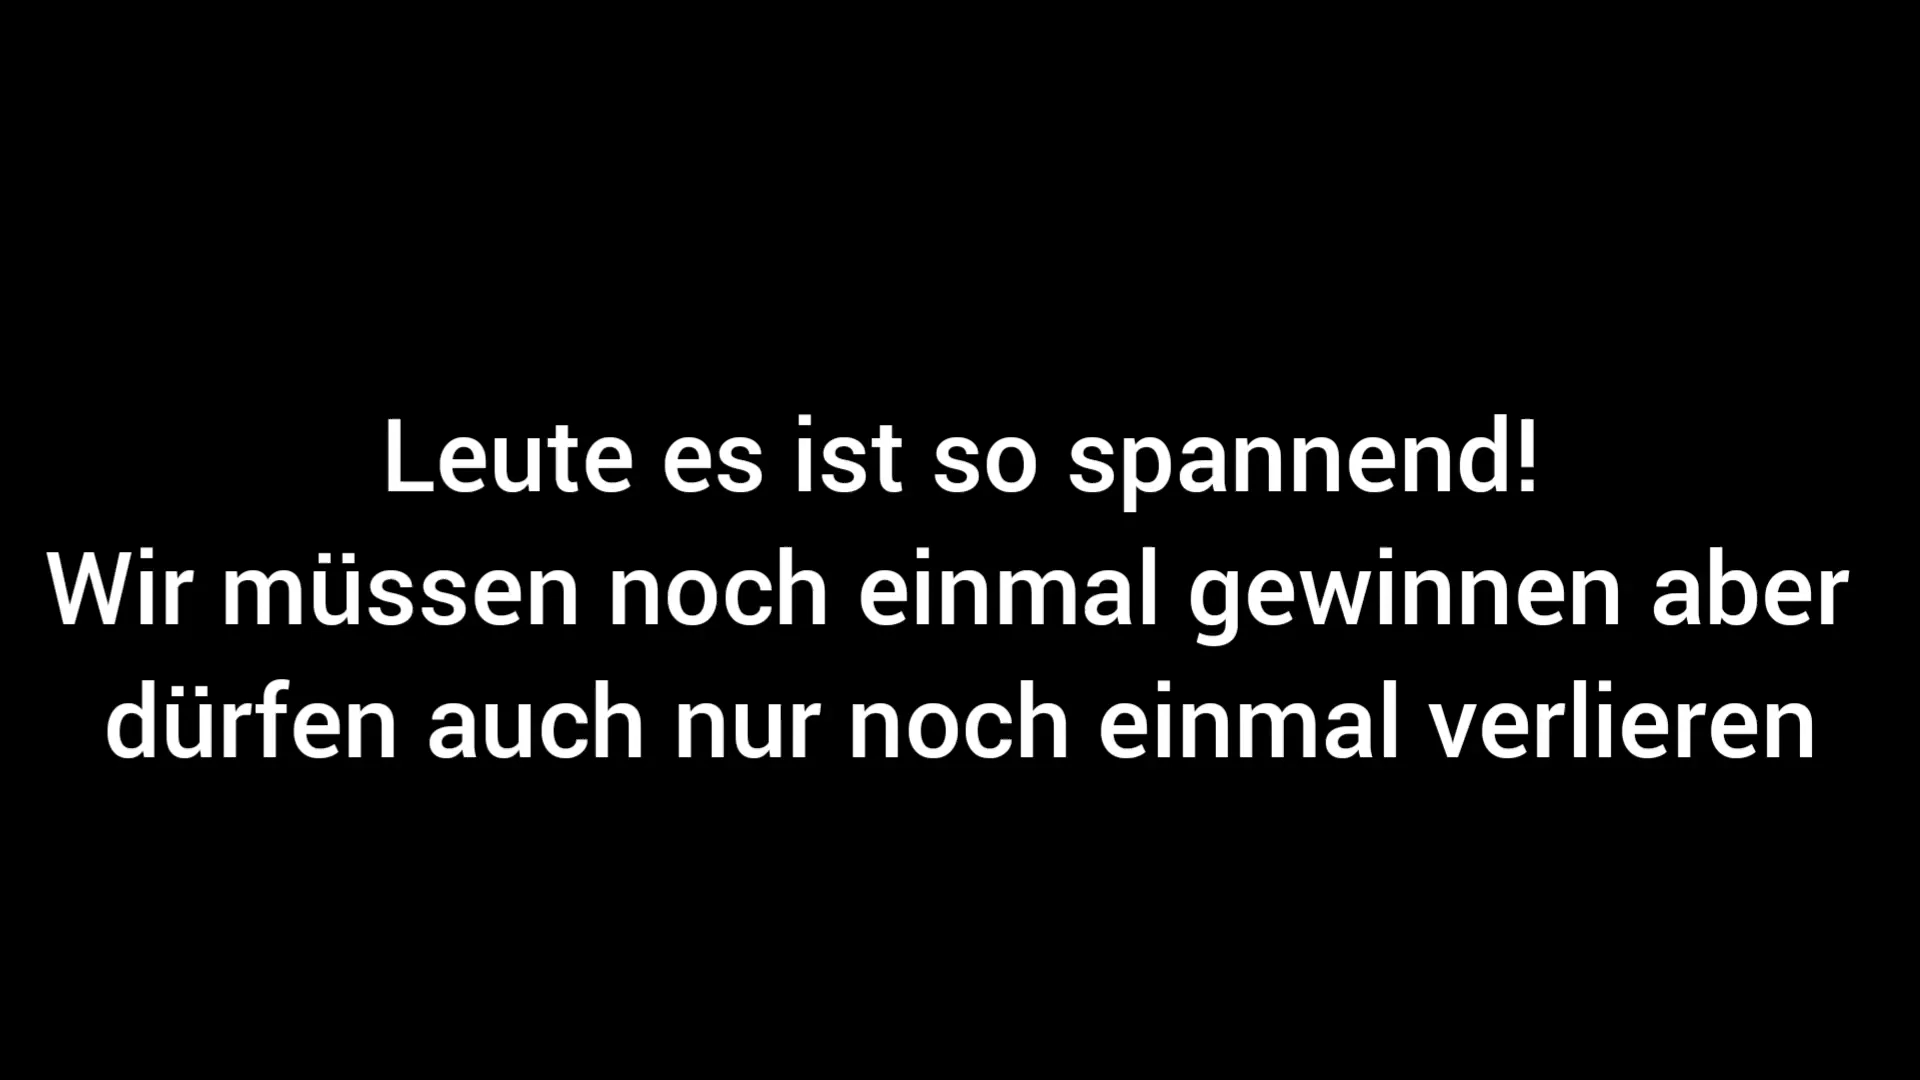 Leute es ist so spannend!
Wir müssen noch einmal gewinnen aber
dürfen auch nur noch einmal verlieren